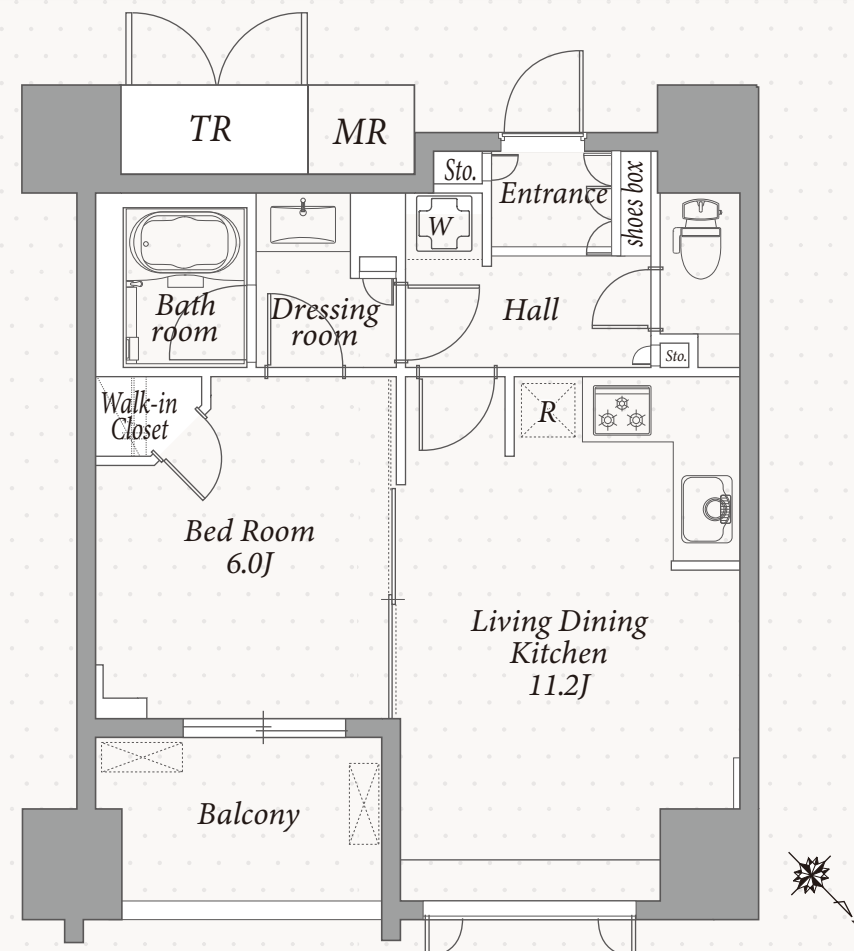 TR
MR
Sto.
Entrance
shoes box
W
Bath
room
Dressing
room
Hall
Sto.
Walk-in
Closet
R
Bed Room
6.0J
Living Dining
Kitchen
11.2J
Balcony